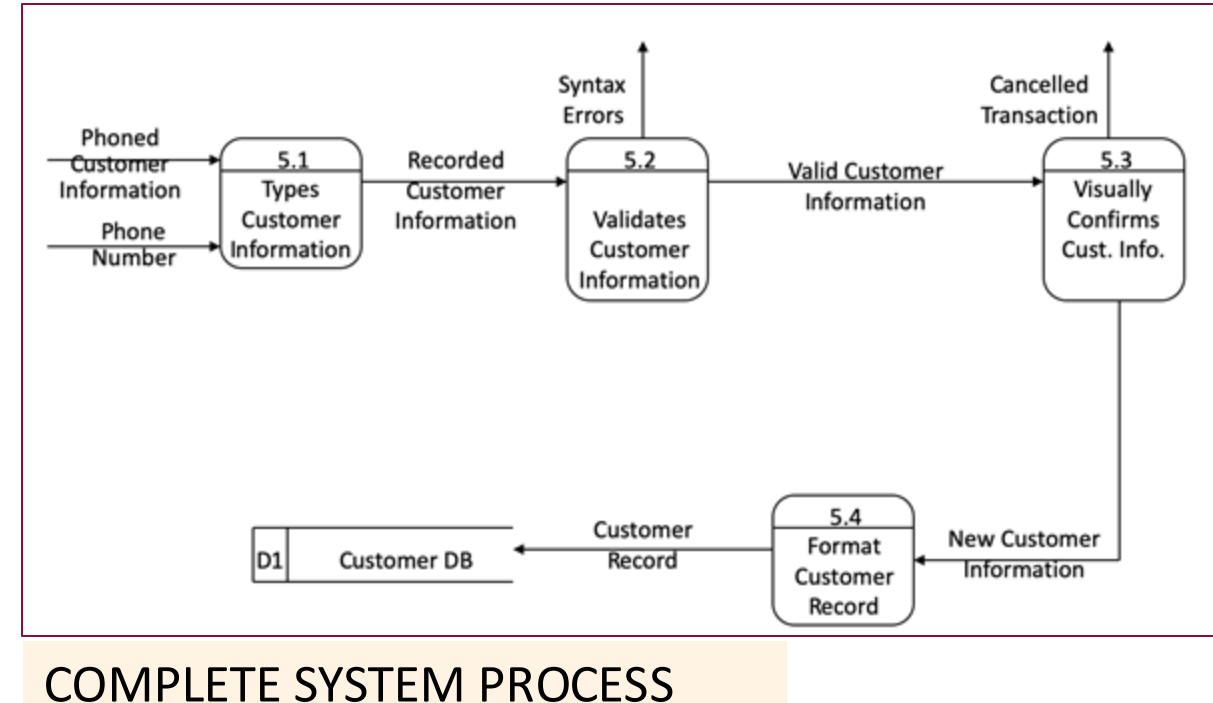 Phoned
Customer
Information
Phone
Number
5.1
Types
Customer
Information
Recorded
Customer
Information
Syntax
Errors
5.2
Validates
Customer
Information
Valid Customer
Information
Cancelled
Transaction
5.3
Visually
Confirms
Cust. Info.
New Customer
Information
5.4
Format
Customer
Record
Customer
Record
D1
Customer DB
COMPLETE SYSTEM PROCESS